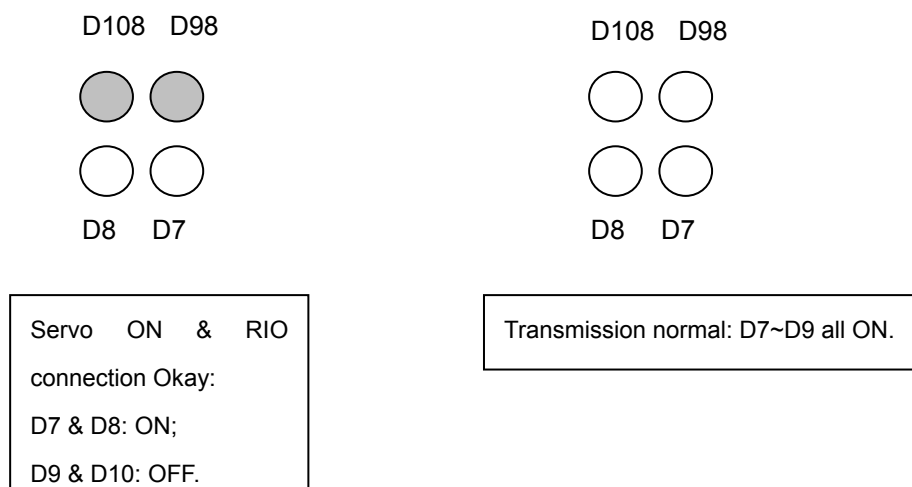 D108 D98
D8 D7
Servo ON & RIO
connection Okay:
D7 & D8: ON;
D9 & D10: OFF.
D108 D98
D8 D7
Transmission normal: D7~D9 all ON.